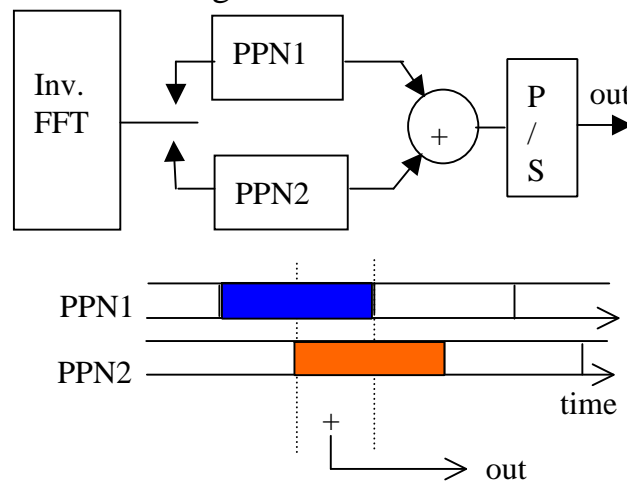 Inv.
FFT
PPN1
PPN2
+
P
/
S
out
PPN1
PPN2
time
+
out